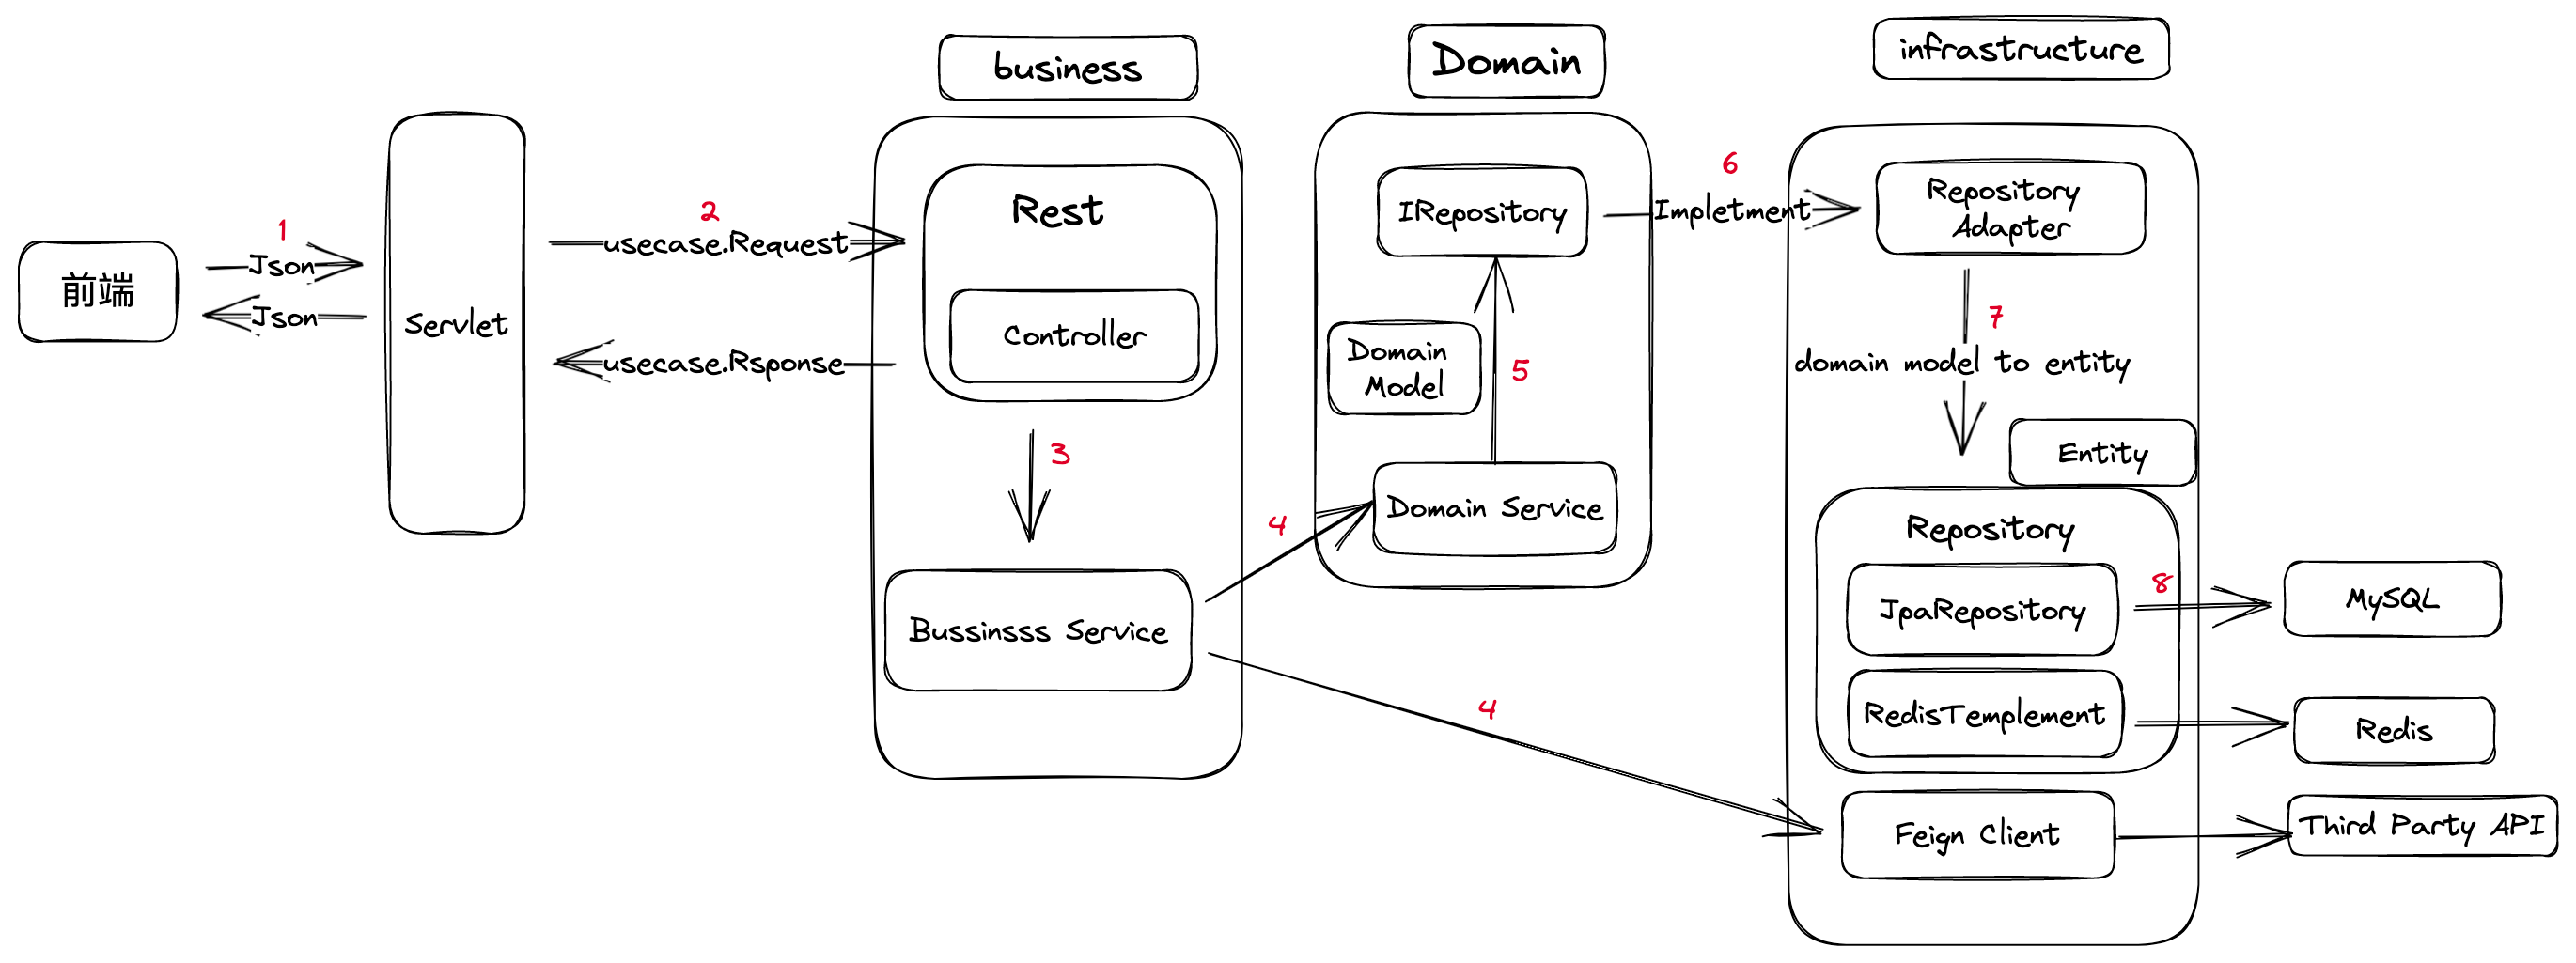 business
Domain
infrastructure
前端
1
Json
Json
Servlet
2
usecase.Request
usecase.Rsponse
Rest
Controller
3
Bussinsss Service
4
4
IRepository
Domain
Model
5
Domain Service
6
Impletment
Repository
Adapter
7
domain model to entity
Entity
Repository
JpaRepository
8
RedisTemplement
Feign Client
MySQL
Redis
Third Party API